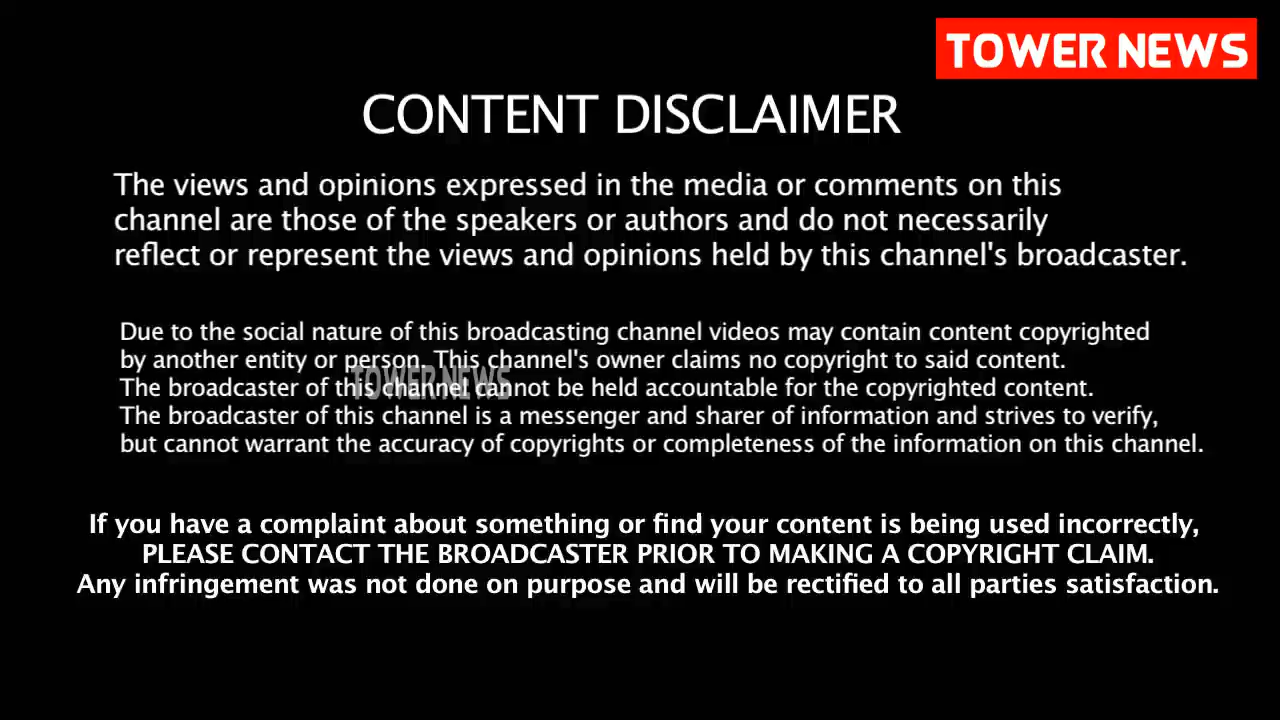 TOWER NEWS
CONTENT DISCLAIMER
The views and opinions expressed in the media or comments on this
channel are those of the speakers or authors and do not necessarily
reflect or represent the views and opinions held by this channel's broadcaster.
Due to the social nature of this broadcasting channel videos may contain content copyrighted
by another entity or person. This channel's owner claims no copyright to said content.
TOWER NEWS
The broadcaster of this channel cannot be held accountable for the copyrighted content.
The broadcaster of this channel is a messenger and sharer of information and strives to verify,
but cannot warrant the accuracy of copyrights or completeness of the information on this channel.
If you have a complaint about something or find your content is being used incorrectly,
PLEASE CONTACT THE BROADCASTER PRIOR TO MAKING A COPYRIGHT CLAIM.
Any infringement was not done on purpose and will be rectified to all parties satisfaction.